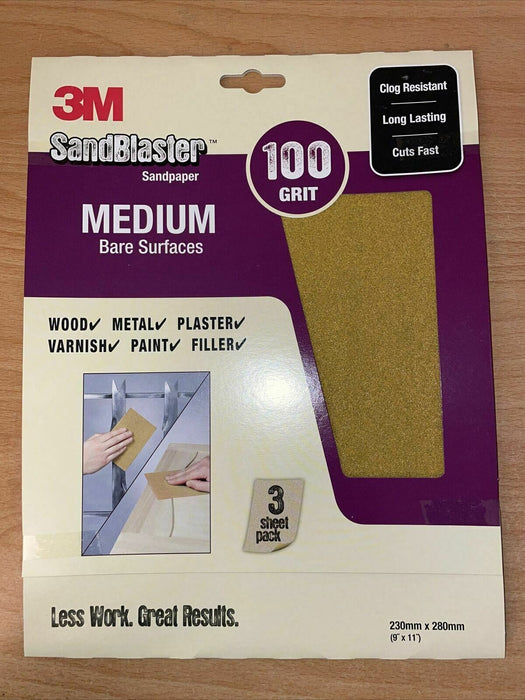 3M
SandBlaster™
Sandpaper
Clog Resistant
Long Lasting
Cuts Fast
100
GRIT
MEDIUM
Bare Surfaces
WOOD✓ METAL✓ PLASTER✓
VARNISH✓ PAINT✓ FILLER✓
3
sheet
pack
Less Work. Great Results.
230mm x 280mm
(9" x 11")